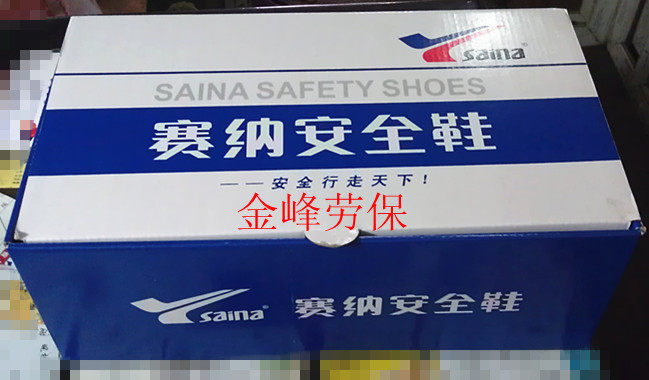 saina®
SAINA SAFETY SHOES
赛纳安全鞋
——安全行走天下！
金峰劳保
saina® 赛纳安全鞋